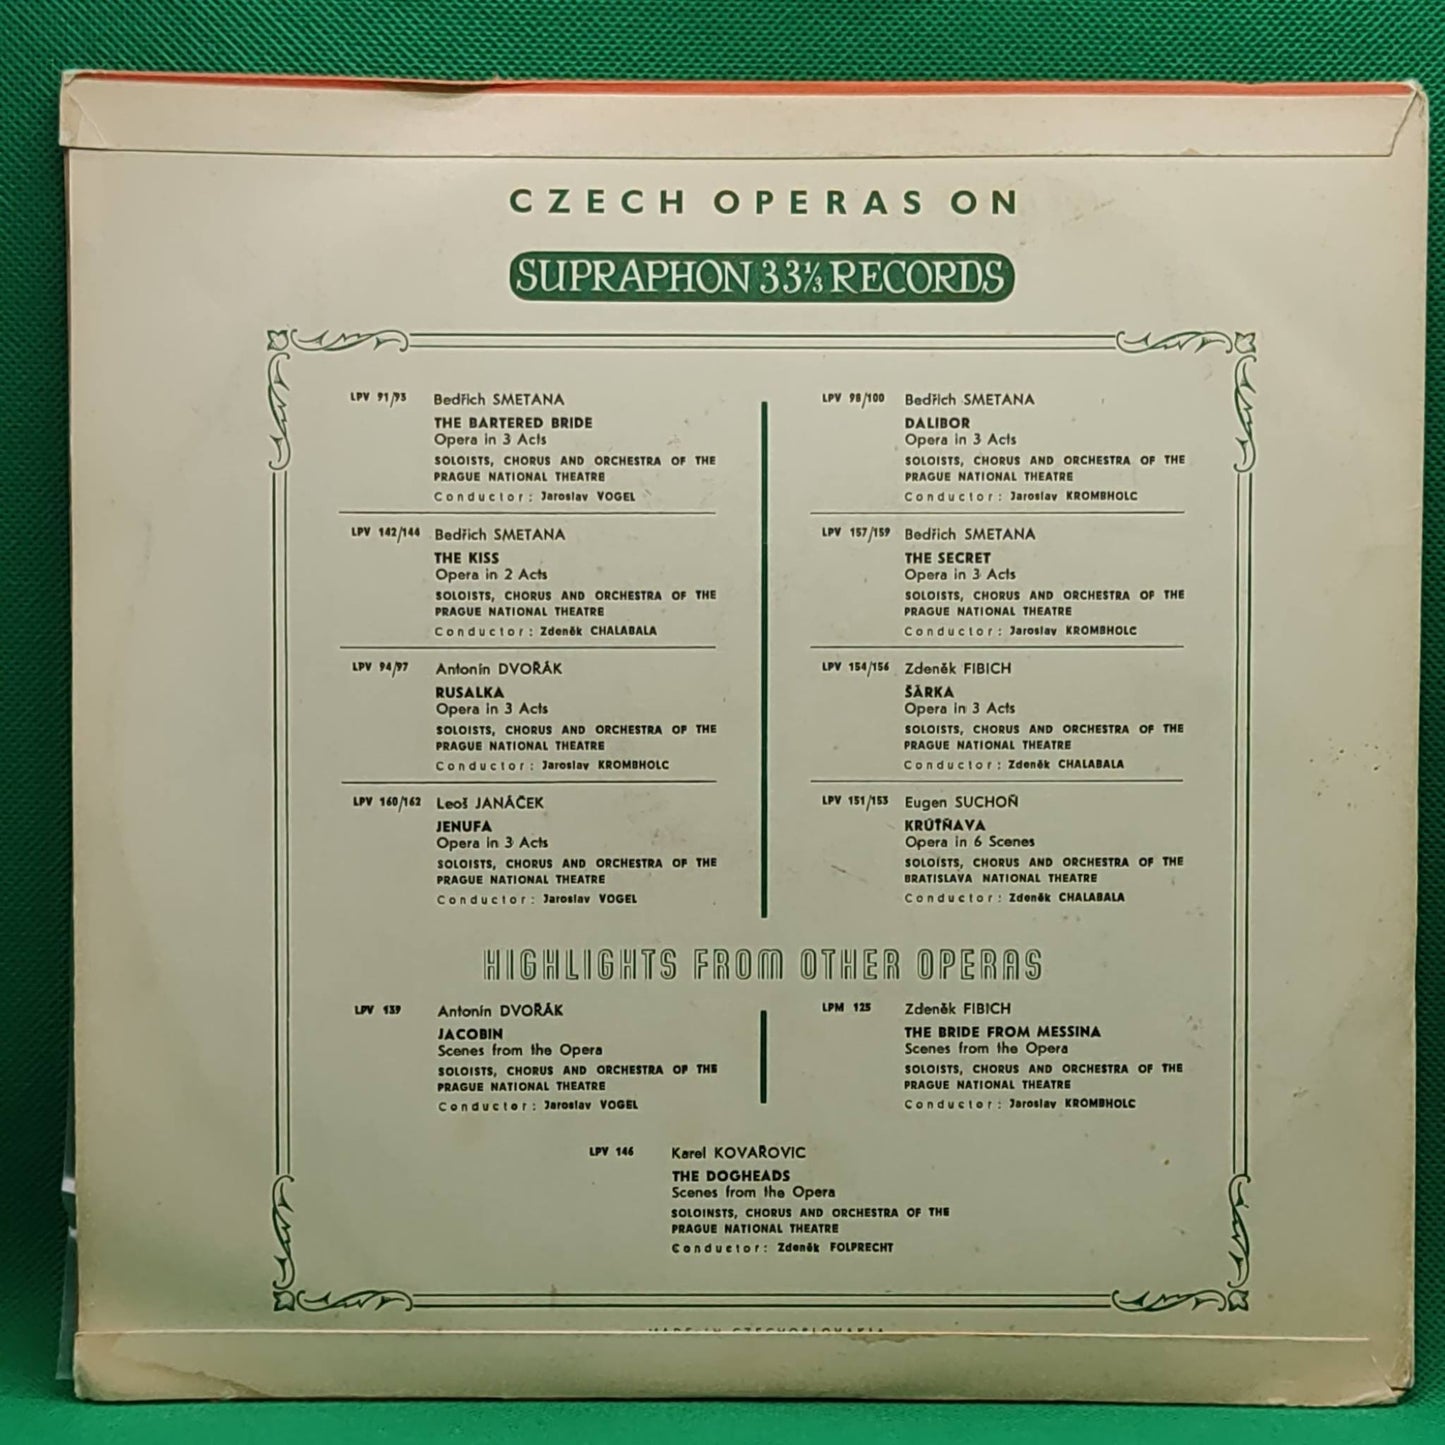 CZECH OPERAS ON
SUPRAPHON 33⅓ RECORDS
LPV 91/93 Bedřich SMETANA
THE BARTERED BRIDE
Opera in 3 Acts
SOLOISTS, CHORUS AND ORCHESTRA OF THE
PRAGUE NATIONAL THEATRE
Conductor: Jaroslav VOGEL
LPV 142/144 Bedřich SMETANA
THE KISS
Opera in 2 Acts
SOLOISTS, CHORUS AND ORCHESTRA OF THE
PRAGUE NATIONAL THEATRE
Conductor: Zdeněk CHALABALA
LPV 94/97 Antonín DVOŘÁK
RUSALKA
Opera in 3 Acts
SOLOISTS, CHORUS AND ORCHESTRA OF THE
PRAGUE NATIONAL THEATRE
Conductor: Jaroslav KROMBHOLC
LPV 160/162 Leoš JANÁČEK
JENUFA
Opera in 3 Acts
SOLOISTS, CHORUS AND ORCHESTRA OF THE
PRAGUE NATIONAL THEATRE
Conductor: Jaroslav VOGEL
LPV 98/100 Bedřich SMETANA
DALIBOR
Opera in 3 Acts
SOLOISTS, CHORUS AND ORCHESTRA OF THE
PRAGUE NATIONAL THEATRE
Conductor: Jaroslav KROMBHOLC
LPV 157/159 Bedřich SMETANA
THE SECRET
Opera in 3 Acts
SOLOISTS, CHORUS AND ORCHESTRA OF THE
PRAGUE NATIONAL THEATRE
Conductor: Jaroslav KROMBHOLC
LPV 154/156 Zdeněk FIBICH
ŠÁRKA
Opera in 3 Acts
SOLOISTS, CHORUS AND ORCHESTRA OF THE
PRAGUE NATIONAL THEATRE
Conductor: Zdeněk CHALABALA
LPV 151/153 Eugen SUCHOŇ
KRÚTŇAVA
Opera in 6 Scenes
SOLOISTS, CHORUS AND ORCHESTRA OF THE
BRATISLAVA NATIONAL THEATRE
Conductor: Zdeněk CHALABALA
HIGHLIGHTS FROM OTHER OPERAS
LPV 139 Antonín DVOŘÁK
JACOBIN
Scenes from the Opera
SOLOISTS, CHORUS AND ORCHESTRA OF THE
PRAGUE NATIONAL THEATRE
Conductor: Jaroslav VOGEL
LPM 125 Zdeněk FIBICH
THE BRIDE FROM MESSINA
Scenes from the Opera
SOLOISTS, CHORUS AND ORCHESTRA OF THE
PRAGUE NATIONAL THEATRE
Conductor: Jaroslav KROMBHOLC
LPV 146 Karel KOVAŘOVIC
THE DOGHEADS
Scenes from the Opera
SOLOINSTS, CHORUS AND ORCHESTRA OF THE
PRAGUE NATIONAL THEATRE
Conductor: Zdeněk FOLPRECHT
MADE IN CZECHOSLOVAKIA